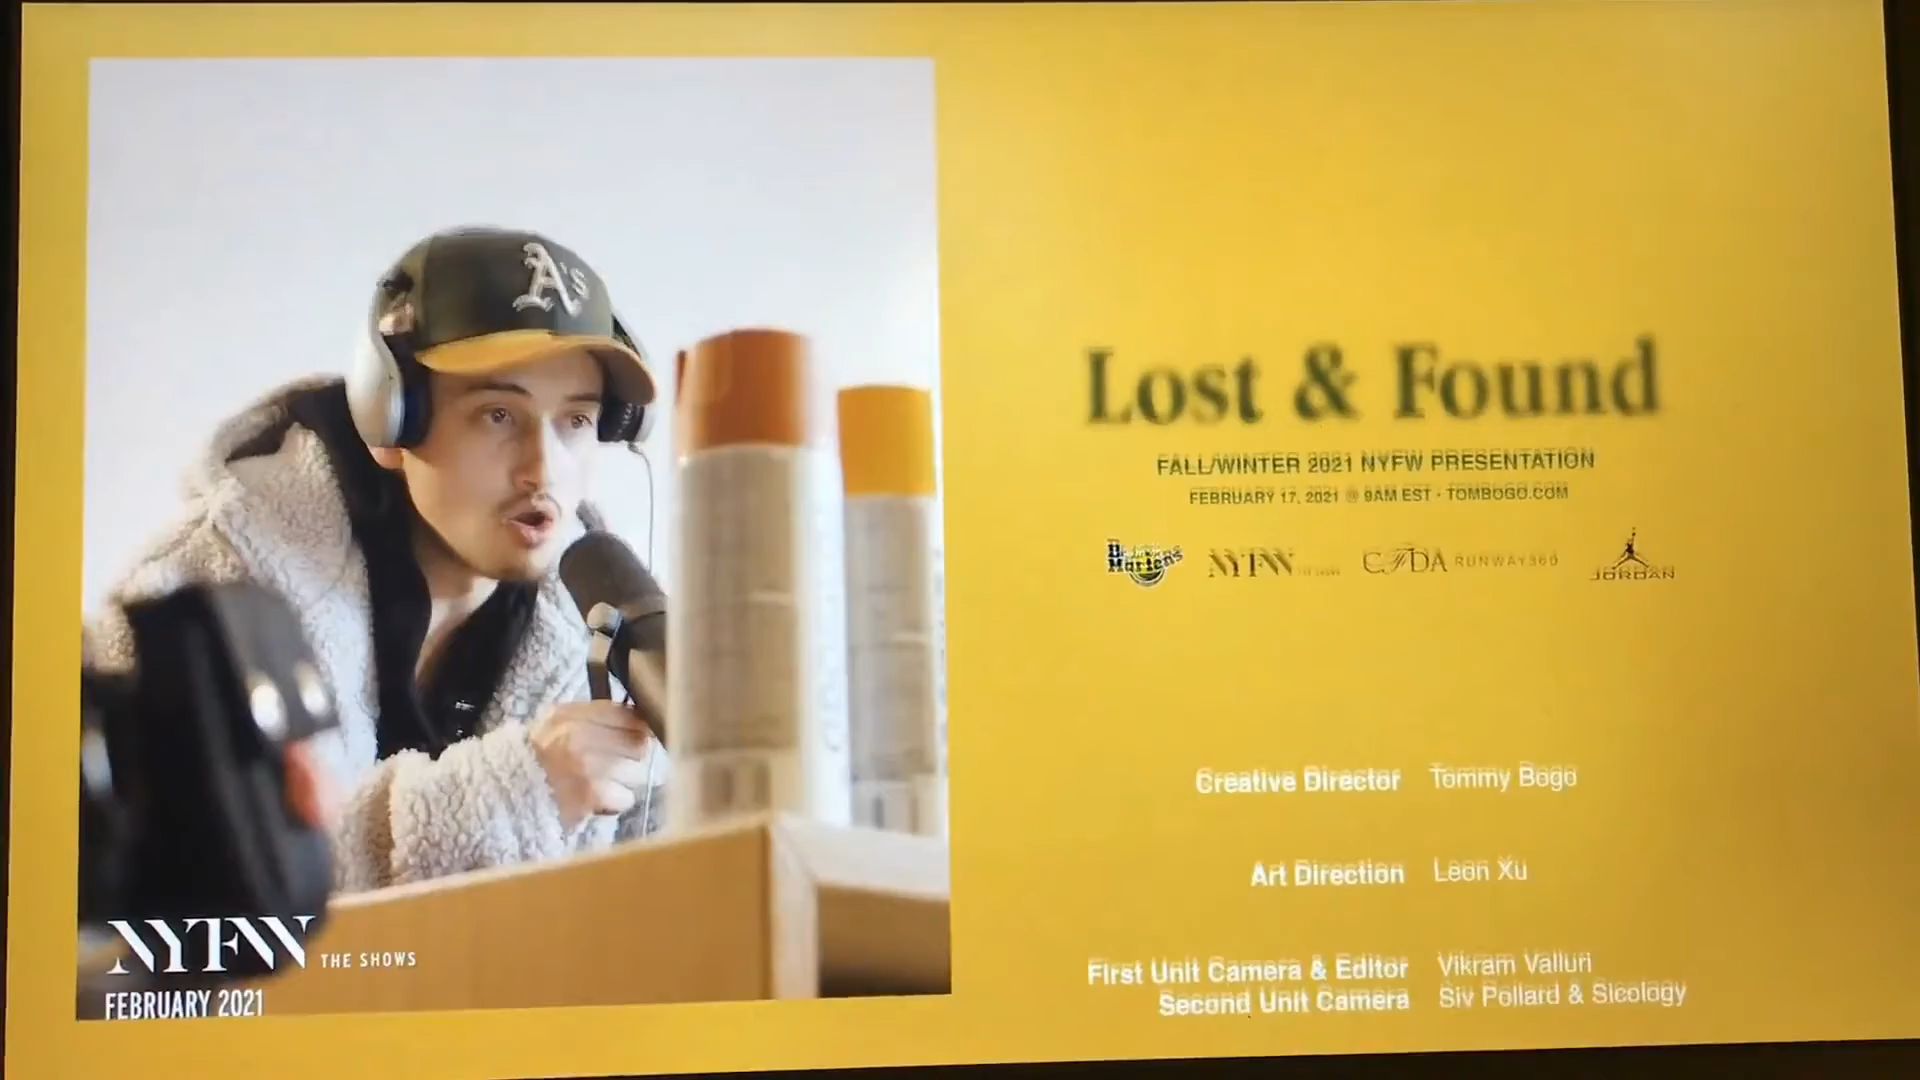 A's
NYFW THE SHOWS
FEBRUARY 2021
Lost & Found
FALL/WINTER 2021 NYFW PRESENTATION
FEBRUARY 17, 2021 @ 9AM EST - TOMBOGO.COM
Dr. Martens
NYFW
CFDA RUNWAY360
JORDAN
Creative Director Tommy Bogo
Art Direction Leon Xu
First Unit Camera & Editor Vikram Valluri
Second Unit Camera Siv Pollard & Sicology